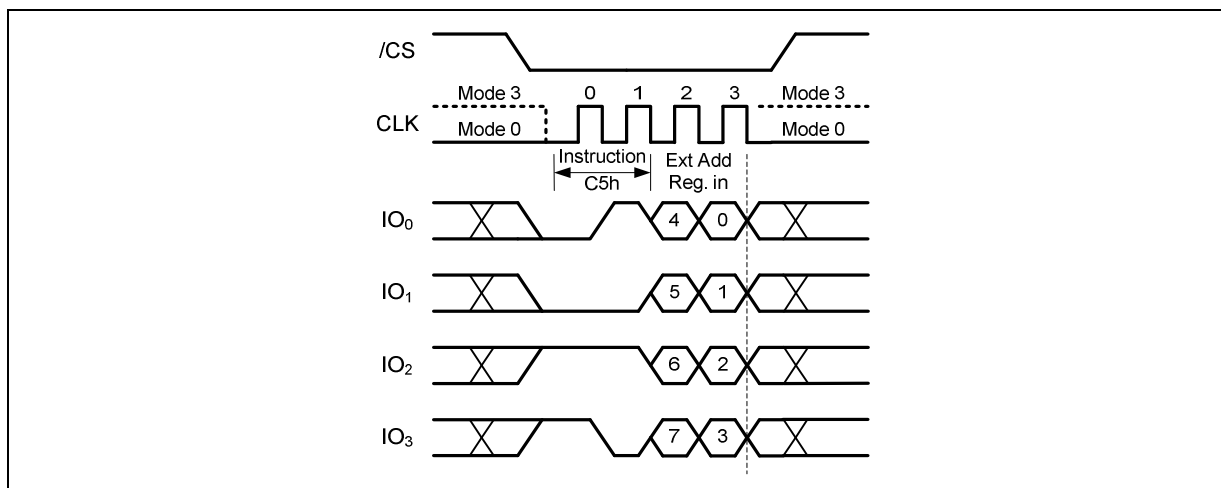 /CS
Mode 3 0 1 2 3 Mode 3
CLK
Mode 0 Mode 0
Instruction Ext Add
C5h Reg. in
IO₀ 4 0
IO₁ 5 1
IO₂ 6 2
IO₃ 7 3